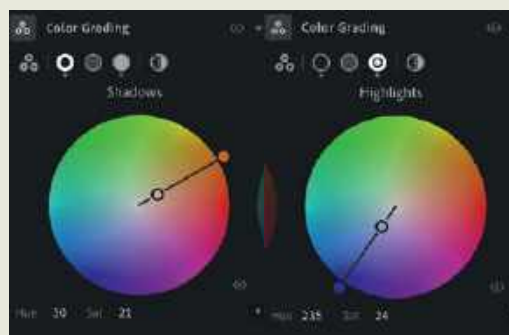 Color Grading
Shadows
Hue 30 Sat 21
Color Grading
Highlights
Hue 235 Sat 24